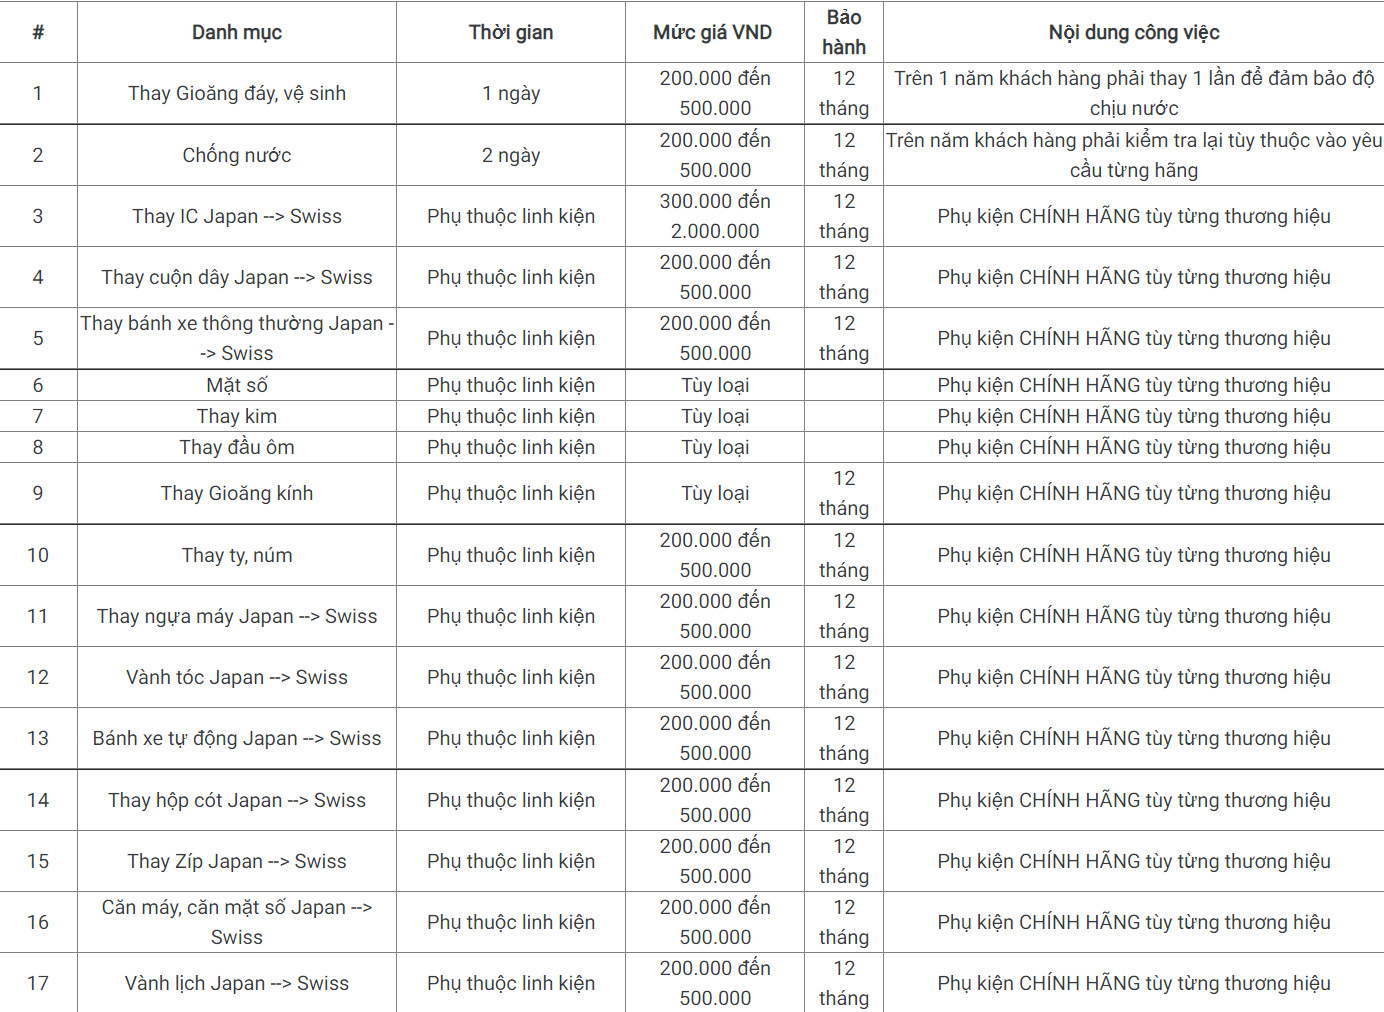 # Danh mục Thời gian Mức giá VND Bảo hành Nội dung công việc
1 Thay Gioăng đáy, vệ sinh 1 ngày 200.000 đến 500.000 12 tháng Trên 1 năm khách hàng phải thay 1 lần để đảm bảo độ chịu nước
2 Chống nước 2 ngày 200.000 đến 500.000 12 tháng Trên năm khách hàng phải kiểm tra lại tùy thuộc vào yêu cầu từng hãng
3 Thay IC Japan --> Swiss Phụ thuộc linh kiện 300.000 đến 2.000.000 12 tháng Phụ kiện CHÍNH HÃNG tùy từng thương hiệu
4 Thay cuộn dây Japan --> Swiss Phụ thuộc linh kiện 200.000 đến 500.000 12 tháng Phụ kiện CHÍNH HÃNG tùy từng thương hiệu
5 Thay bánh xe thông thường Japan --> Swiss Phụ thuộc linh kiện 200.000 đến 500.000 12 tháng Phụ kiện CHÍNH HÃNG tùy từng thương hiệu
6 Mặt số Phụ thuộc linh kiện Tùy loại Phụ kiện CHÍNH HÃNG tùy từng thương hiệu
7 Thay kim Phụ thuộc linh kiện Tùy loại Phụ kiện CHÍNH HÃNG tùy từng thương hiệu
8 Thay đầu ôm Phụ thuộc linh kiện Tùy loại Phụ kiện CHÍNH HÃNG tùy từng thương hiệu
9 Thay Gioăng kính Phụ thuộc linh kiện Tùy loại 12 tháng Phụ kiện CHÍNH HÃNG tùy từng thương hiệu
10 Thay ty, núm Phụ thuộc linh kiện 200.000 đến 500.000 12 tháng Phụ kiện CHÍNH HÃNG tùy từng thương hiệu
11 Thay ngựa máy Japan --> Swiss Phụ thuộc linh kiện 200.000 đến 500.000 12 tháng Phụ kiện CHÍNH HÃNG tùy từng thương hiệu
12 Vành tóc Japan --> Swiss Phụ thuộc linh kiện 200.000 đến 500.000 12 tháng Phụ kiện CHÍNH HÃNG tùy từng thương hiệu
13 Bánh xe tự động Japan --> Swiss Phụ thuộc linh kiện 200.000 đến 500.000 12 tháng Phụ kiện CHÍNH HÃNG tùy từng thương hiệu
14 Thay hộp cót Japan --> Swiss Phụ thuộc linh kiện 200.000 đến 500.000 12 tháng Phụ kiện CHÍNH HÃNG tùy từng thương hiệu
15 Thay Zíp Japan --> Swiss Phụ thuộc linh kiện 200.000 đến 500.000 12 tháng Phụ kiện CHÍNH HÃNG tùy từng thương hiệu
16 Căn máy, căn mặt số Japan --> Swiss Phụ thuộc linh kiện 200.000 đến 500.000 12 tháng Phụ kiện CHÍNH HÃNG tùy từng thương hiệu
17 Vành lịch Japan --> Swiss Phụ thuộc linh kiện 200.000 đến 500.000 12 tháng Phụ kiện CHÍNH HÃNG tùy từng thương hiệu